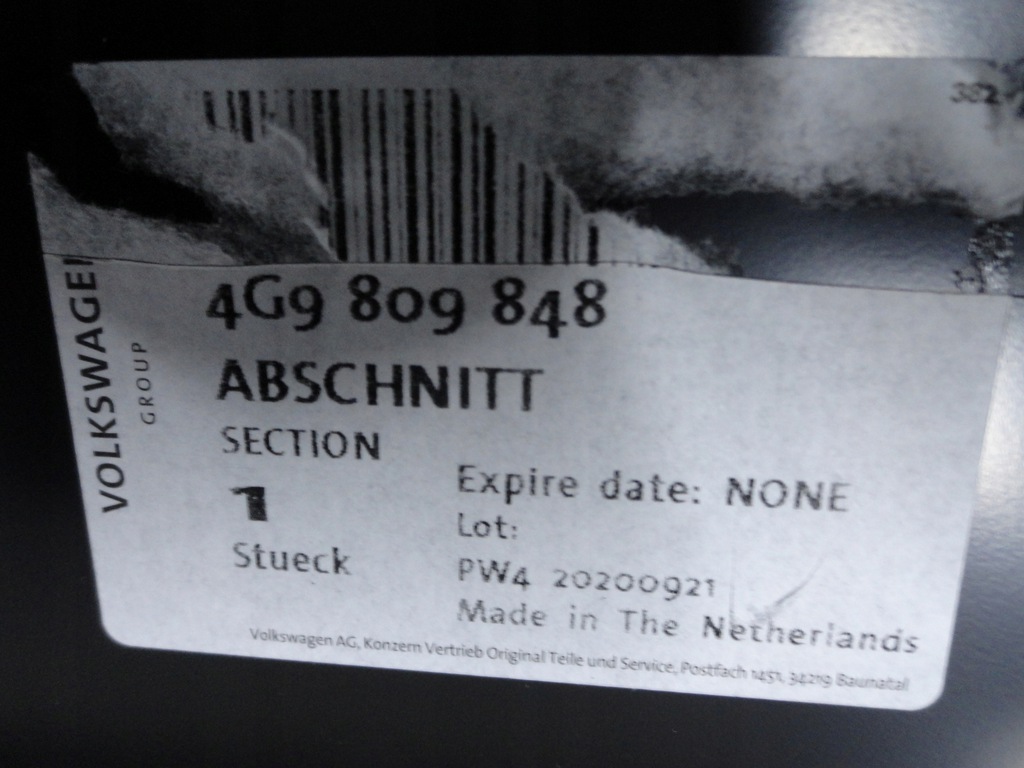 382
4G9 809 848
ABSCHNITT
SECTION
1
Stueck
Expire date: NONE
Lot:
PW4 20200921
Made in The Netherlands
VOLKSWAGEN
GROUP
Volkswagen AG, Konzern Vertrieb Original Teile und Service, Postfach 1451, 34219 Baunatal